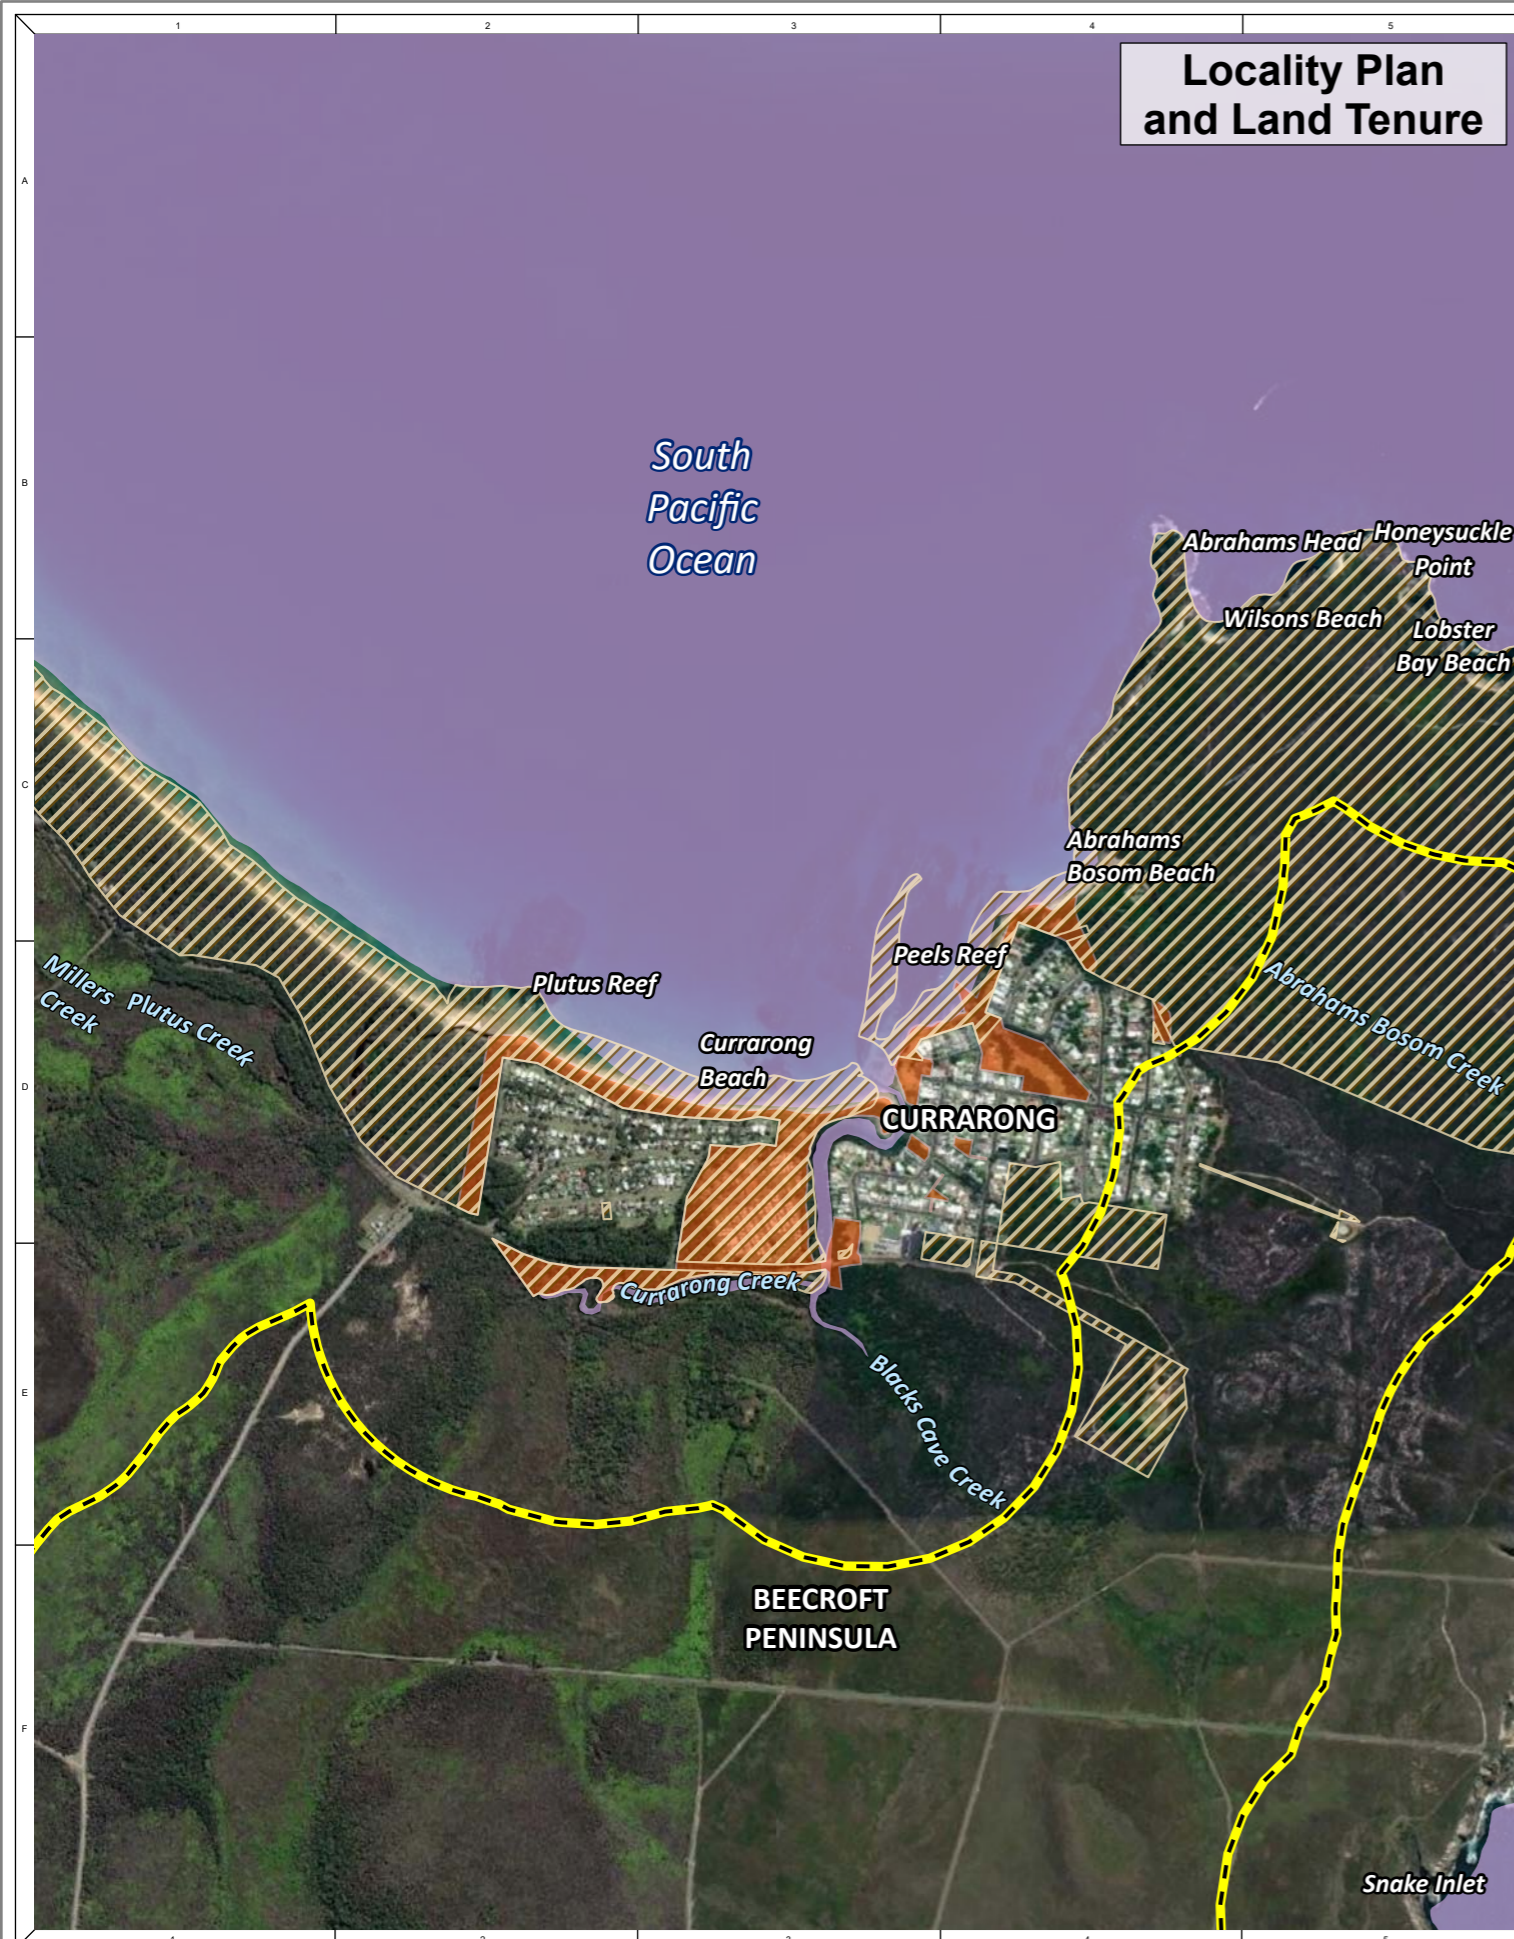 1 2 3 4 5
Locality Plan
and Land Tenure
A
B
C
D
E
F
South
Pacific
Ocean
Abrahams Head
Honeysuckle
Point
Wilsons Beach
Lobster
Bay Beach
Abrahams
Bosom Beach
Peels Reef
Plutus Reef
Millers
Creek
Plutus Creek
Abrahams Bosom Creek
Currarong
Beach
CURRARONG
Currarong Creek
Blacks Cave Creek
BEECROFT
PENINSULA
Snake Inlet